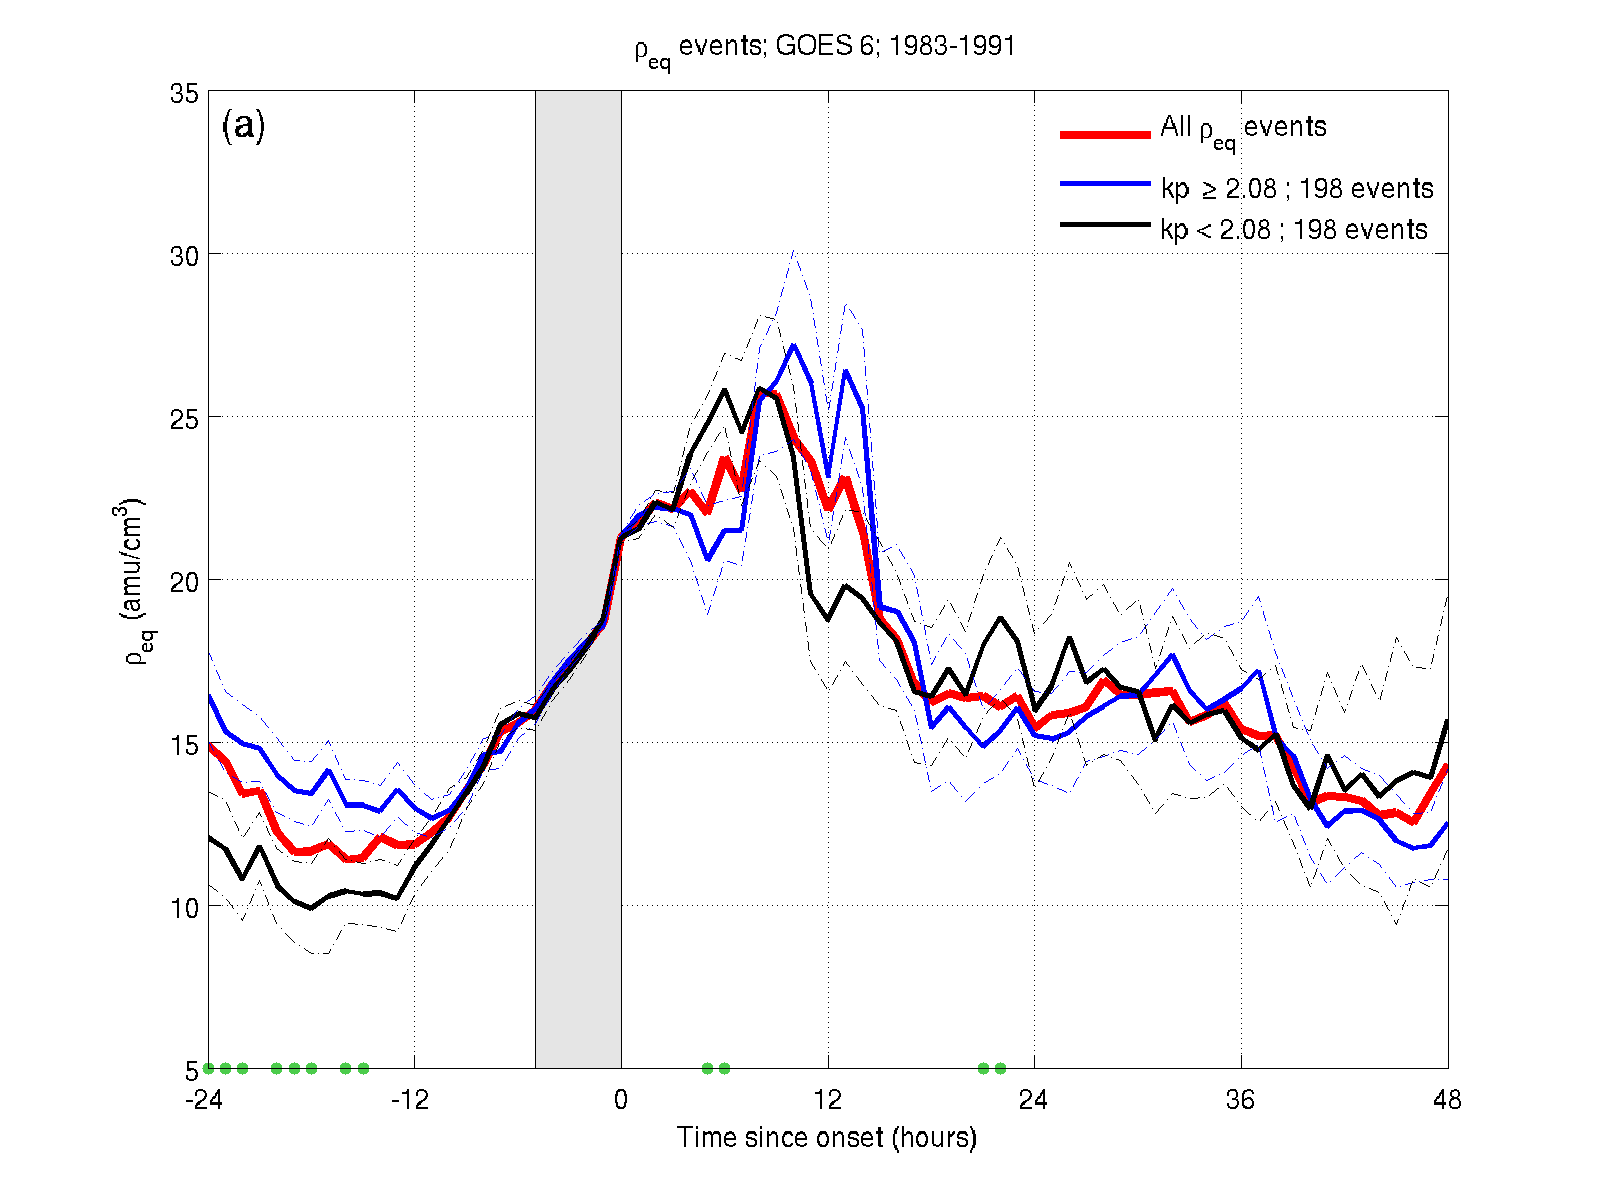 ρeq events; GOES 6; 1983-1991
(a)
All ρeq events
kp ≥ 2.08 ; 198 events
kp < 2.08 ; 198 events
35
30
25
20
15
10
5
ρeq (amu/cm³)
-24 -12 0 12 24 36 48
Time since onset (hours)